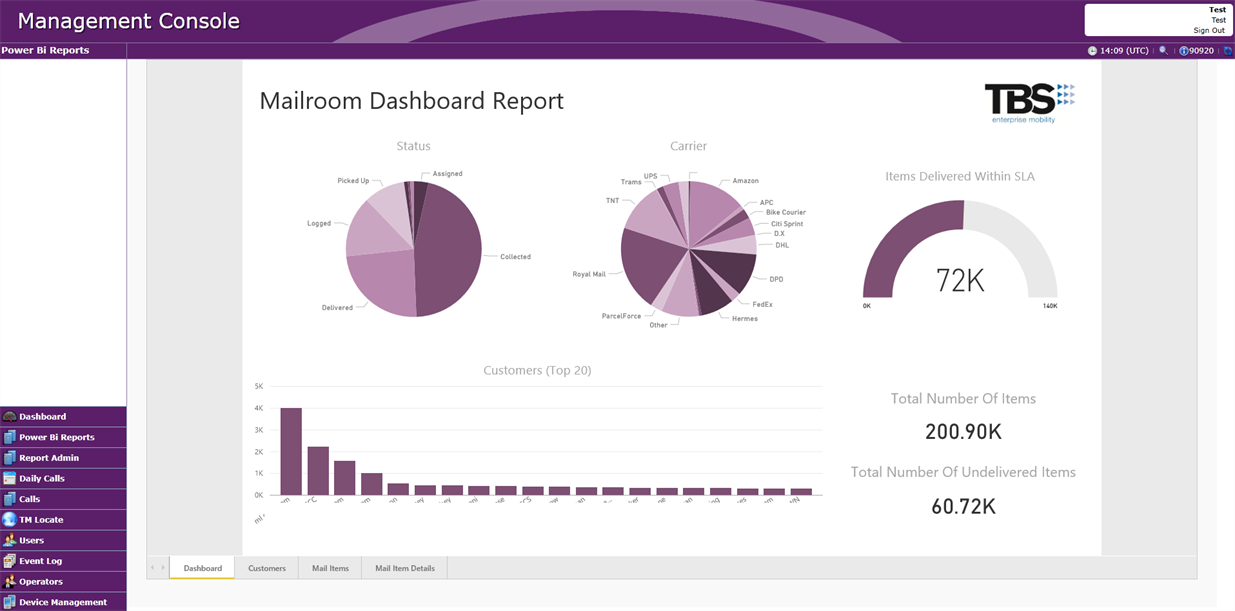 Management Console
Test
Test
Sign Out
Power Bi Reports
14:09 (UTC)
90920
Mailroom Dashboard Report
TBS
enterprise mobility
Status
Assigned
Picked Up
Logged
Collected
Delivered
Carrier
UPS
Trams
TNT
Amazon
APC
Bike Courier
Citi Sprint
D.X
DHL
Royal Mail
DPD
FedEx
ParcelForce
Other
Hermes
Items Delivered Within SLA
72K
0K
140K
Customers (Top 20)
5K
4K
3K
2K
1K
0K
Total Number Of Items
200.90K
Total Number Of Undelivered Items
60.72K
Dashboard
Power Bi Reports
Report Admin
Daily Calls
Calls
TM Locate
Users
Event Log
Operators
Device Management
Dashboard
Customers
Mail Items
Mail Item Details